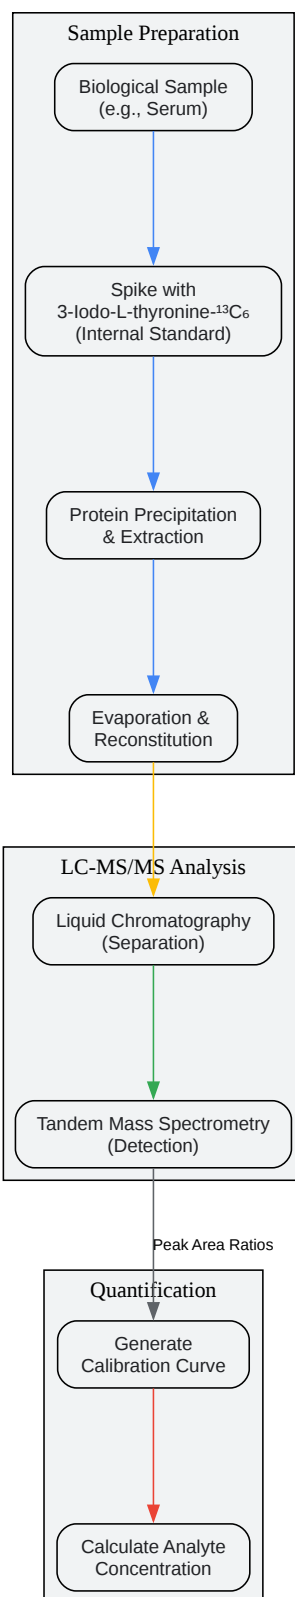 Sample Preparation
Biological Sample
(e.g., Serum)
Spike with
3-Iodo-L-thyronine-¹³C₆
(Internal Standard)
Protein Precipitation
& Extraction
Evaporation &
Reconstitution
LC-MS/MS Analysis
Liquid Chromatography
(Separation)
Tandem Mass Spectrometry
(Detection)
Peak Area Ratios
Quantification
Generate
Calibration Curve
Calculate Analyte
Concentration